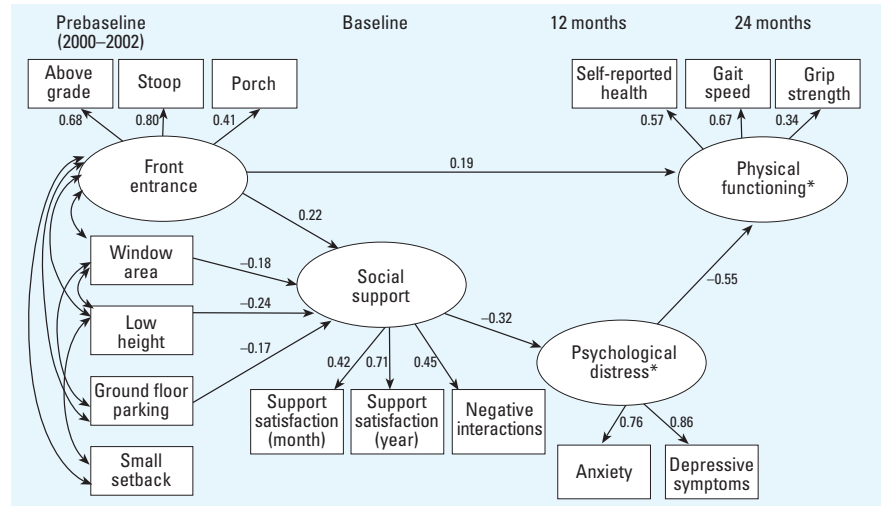 Prebaseline
(2000–2002)
Baseline
12 months
24 months
Above
grade
Stoop
Porch
Self-reported
health
Gait
speed
Grip
strength
0.68
0.80
0.41
0.57
0.67
0.34
Front
entrance
0.19
Physical
functioning*
0.22
Window
area
–0.18
Social
support
–0.55
Low
height
–0.24
–0.32
–0.17
Psychological
distress*
Ground floor
parking
0.42
0.71
0.45
Support
satisfaction
(month)
Support
satisfaction
(year)
Negative
interactions
0.76
0.86
Small
setback
Anxiety
Depressive
symptoms